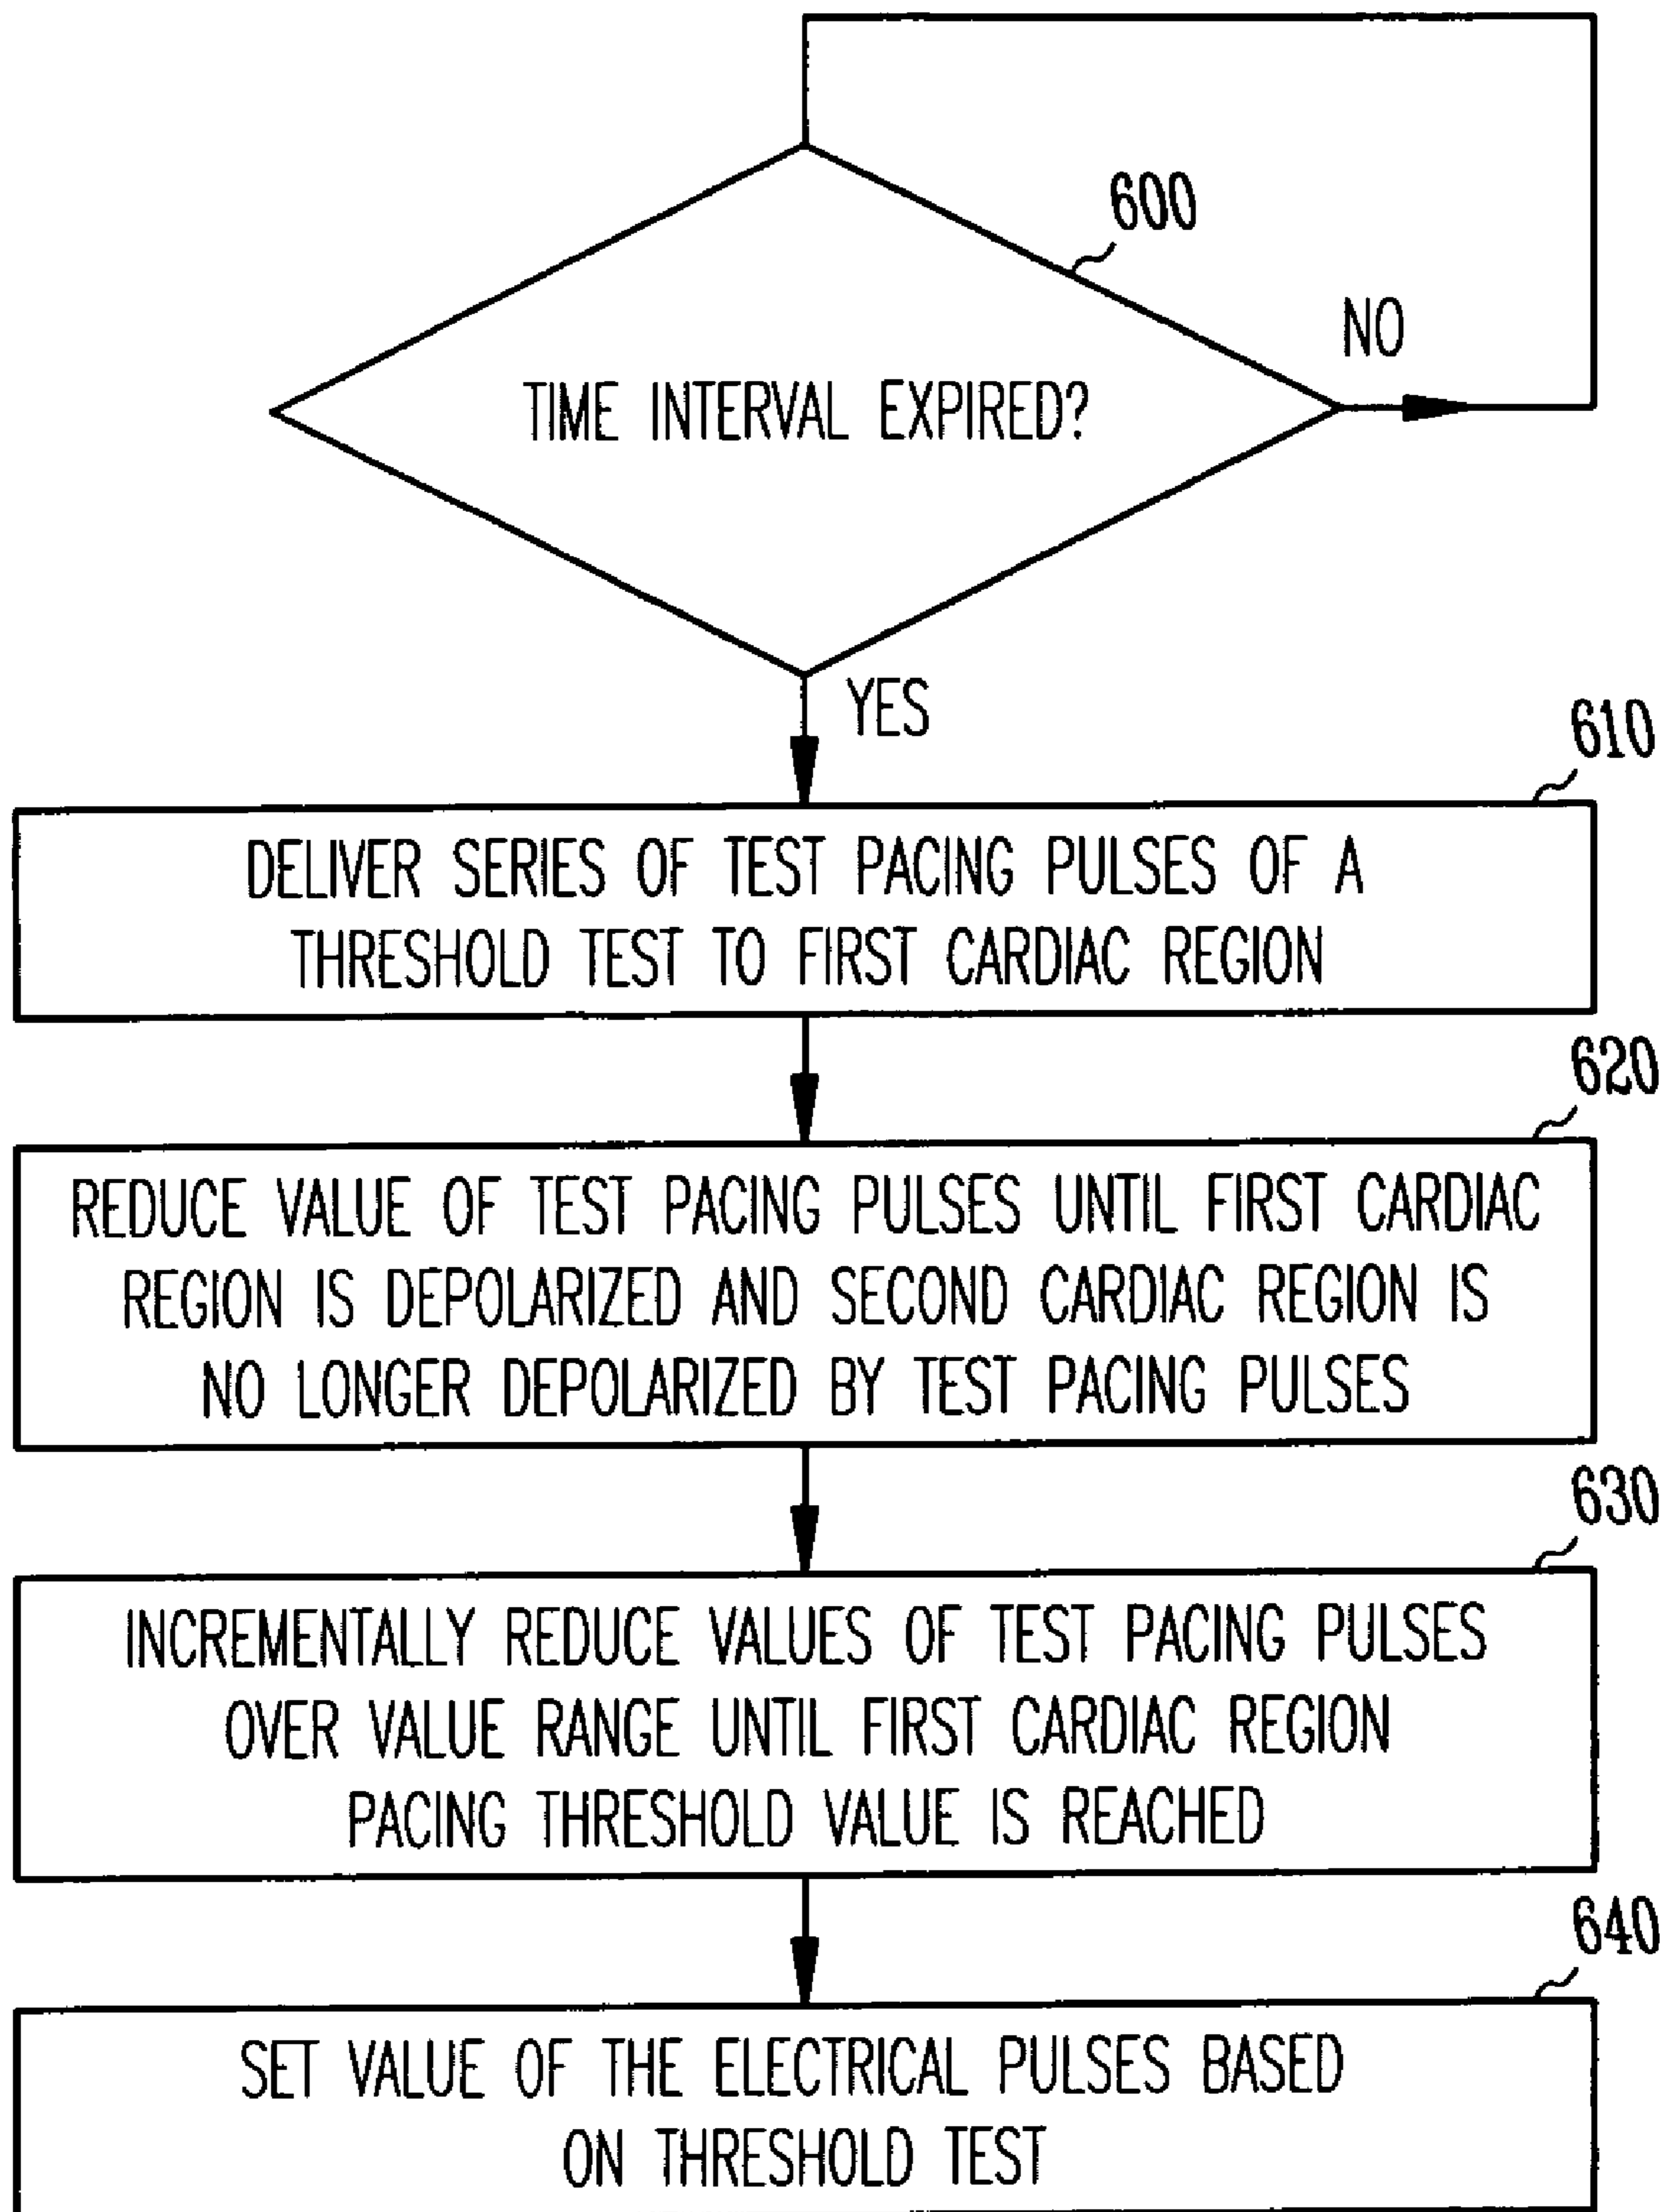 600
NO
TIME INTERVAL EXPIRED?
YES
610
DELIVER SERIES OF TEST PACING PULSES OF A
THRESHOLD TEST TO FIRST CARDIAC REGION
620
REDUCE VALUE OF TEST PACING PULSES UNTIL FIRST CARDIAC
REGION IS DEPOLARIZED AND SECOND CARDIAC REGION IS
NO LONGER DEPOLARIZED BY TEST PACING PULSES
630
INCREMENTALLY REDUCE VALUES OF TEST PACING PULSES
OVER VALUE RANGE UNTIL FIRST CARDIAC REGION
PACING THRESHOLD VALUE IS REACHED
640
SET VALUE OF THE ELECTRICAL PULSES BASED
ON THRESHOLD TEST